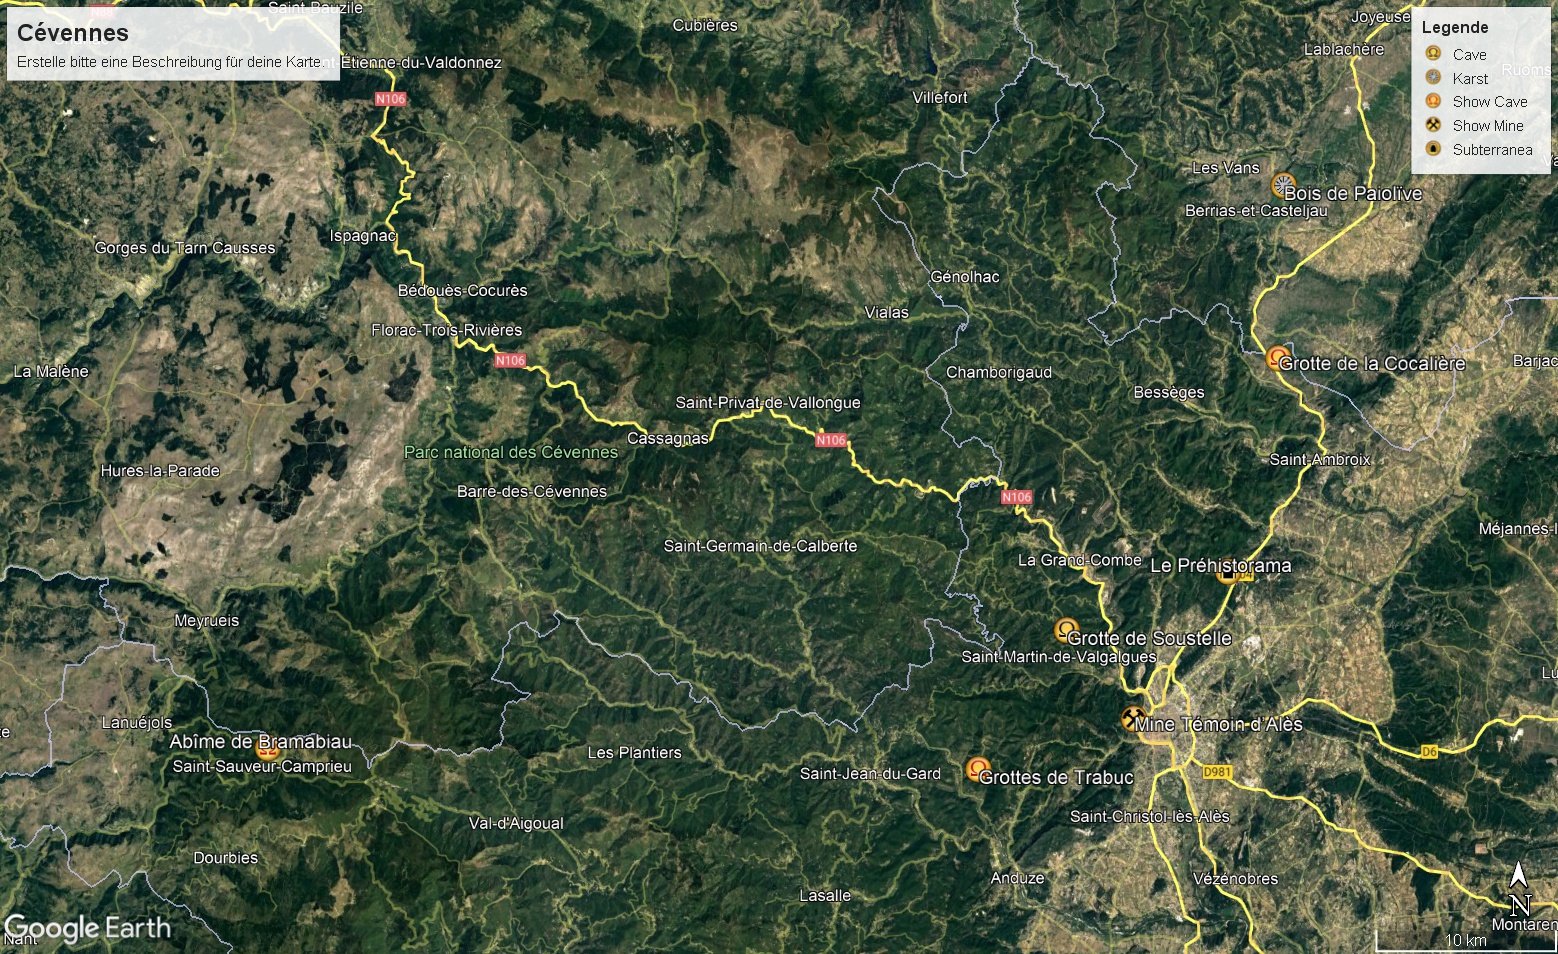 Cévennes
Erstelle bitte eine Beschreibung für deine Karte.
Legende
Cave
Karst
Show Cave
Show Mine
Subterranea
Saint-Bauzile
Cubières
Joyeuse
Lablachère
Ruoms
Étienne-du-Valdonnez
N106
Villefort
Les Vans
Bois de Païolïve
Berrias-et-Casteljau
Ispagnac
Gorges du Tarn Causses
Génolhac
Bédouès-Cocurès
Vialas
Florac-Trois-Rivières
N106
La Malène
Chamborigaud
Grotte de la Cocalière
Barjac
Bessèges
Saint-Privat-de-Vallongue
Cassagnas
N106
Parc national des Cévennes
Saint-Ambroix
Hures-la-Parade
Barre-des-Cévennes
N106
Méjannes-l
Saint-Germain-de-Calberte
La Grand-Combe
Le Préhistorama
Meyrueis
Grotte de Soustelle
Saint-Martin-de-Valgalgues
Lu
Lanuéjols
Mine Témoin d'Alès
te
Abîme de Bramabiau
Les Plantiers
D6
Saint-Sauveur-Camprieu
Saint-Jean-du-Gard
Grottes de Trabuc
D981
Val-d'Aigoual
Saint-Christol-lès-Alès
Dourbies
Anduze
Vézénobres
Lasalle
N
Google Earth
Nant
Montaren
10 km